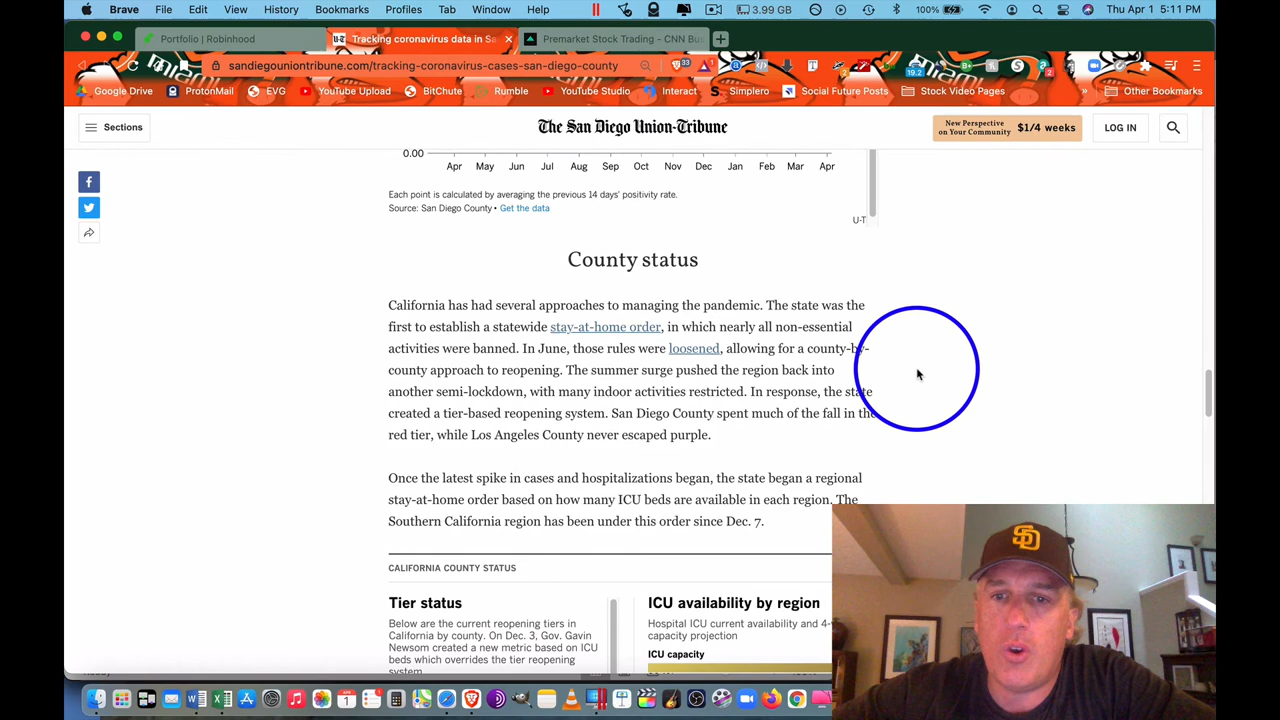 Brave File Edit View History Bookmarks Profiles Tab Window Help 3.99 GB 100% Thu Apr 1 5:11 PM
Portfolio | Robinhood Tracking coronavirus data in Sa Premarket Stock Trading - CNN Bus
sandiegouniontribune.com/tracking-coronavirus-cases-san-diego-county 33 1 19.2 2
Google Drive ProtonMail EVG YouTube Upload BitChute Rumble YouTube Studio Interact Simplero Social Future Posts Stock Video Pages » Other Bookmarks
Sections
The San Diego Union-Tribune
New Perspective
on Your Community
$1/4 weeks
LOG IN
0.00
Apr May Jun Jul Aug Sep Oct Nov Dec Jan Feb Mar Apr
Each point is calculated by averaging the previous 14 days' positivity rate.
Source: San Diego County • Get the data
U-T
County status
California has had several approaches to managing the pandemic. The state was the
first to establish a statewide stay-at-home order, in which nearly all non-essential
activities were banned. In June, those rules were loosened, allowing for a county-by-
county approach to reopening. The summer surge pushed the region back into
another semi-lockdown, with many indoor activities restricted. In response, the state
created a tier-based reopening system. San Diego County spent much of the fall in the
red tier, while Los Angeles County never escaped purple.
Once the latest spike in cases and hospitalizations began, the state began a regional
stay-at-home order based on how many ICU beds are available in each region. The
Southern California region has been under this order since Dec. 7.
CALIFORNIA COUNTY STATUS
Tier status
Below are the current reopening tiers in
California by county. On Dec. 3, Gov. Gavin
Newsom created a new metric based on ICU
beds which overrides the tier reopening
system.
ICU availability by region
Hospital ICU current availability and 4-
capacity projection
ICU capacity
SD